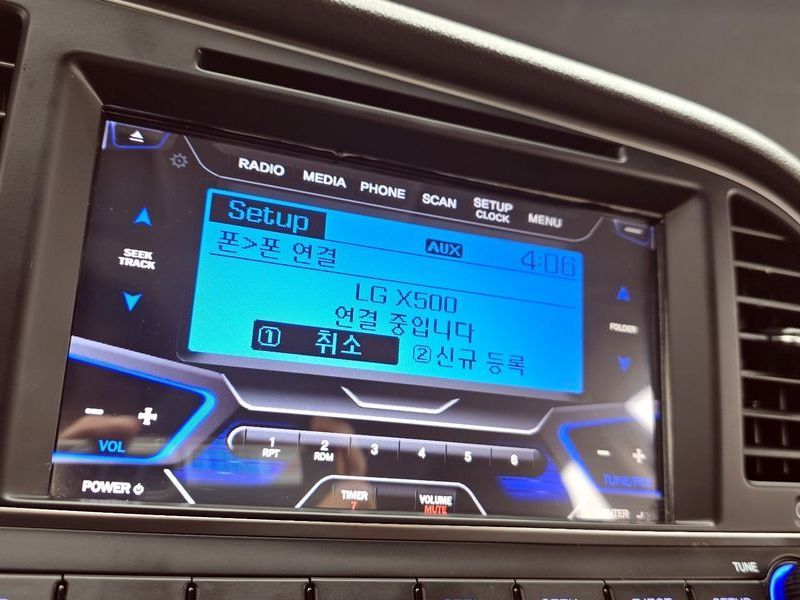 RADIO MEDIA PHONE SCAN SETUP CLOCK MENU
Setup AUX 4:06
폰>폰 연결
SEEK TRACK
FOLDER
LG X500
연결 중입니다
① 취소 ②신규 등록
VOL
1 RPT 2 RDM 3 4 5 6
TUNE/FILE
POWER
TIMER 7
VOLUME MUTE
TUNE